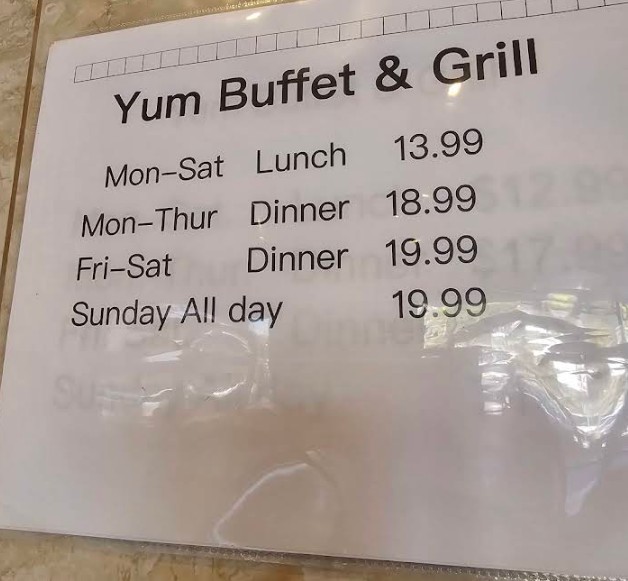 Yum Buffet & Grill
Mon-Sat Lunch 13.99
Mon-Thur Dinner 18.99
Fri-Sat Dinner 19.99
Sunday All day 19.99